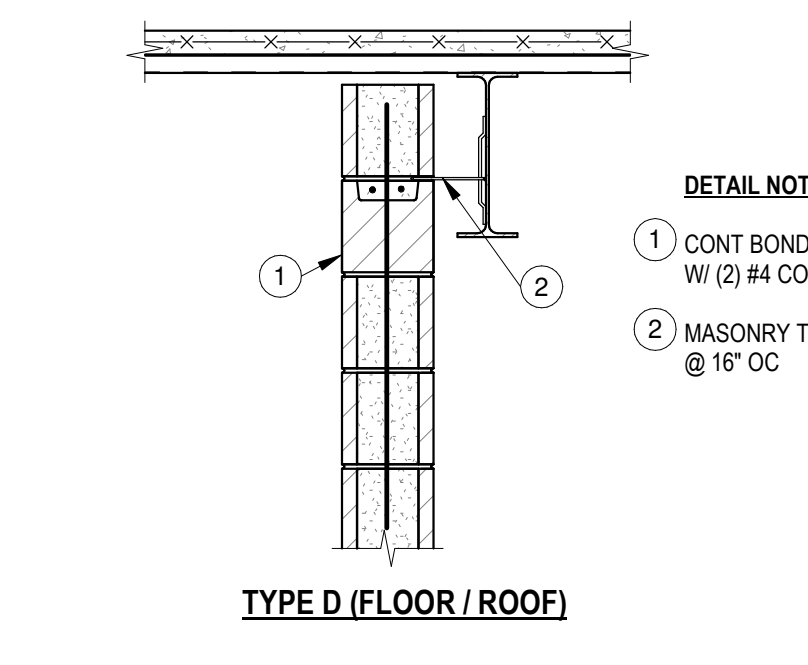 DETAIL NOT
1 CONT BOND
W/ (2) #4 CO
2 MASONRY T
@ 16" OC
1
2
TYPE D (FLOOR / ROOF)